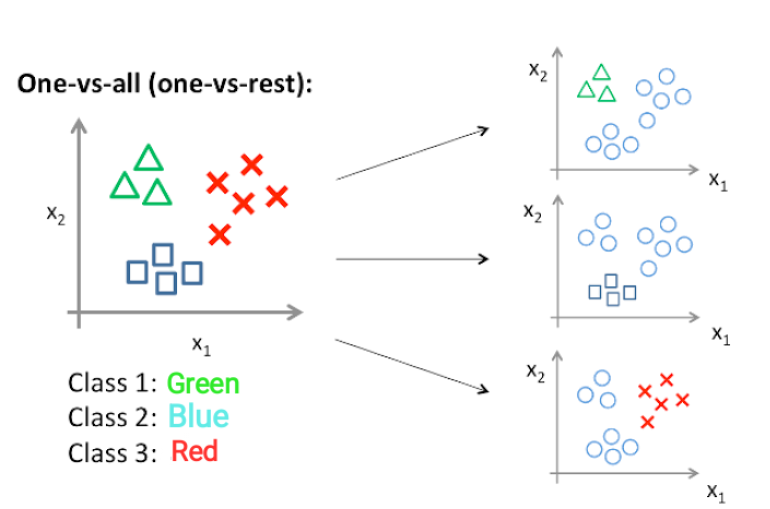 One-vs-all (one-vs-rest):
x2
x1
Class 1: Green
Class 2: Blue
Class 3: Red
x2
x1
x2
x1
x2
x1